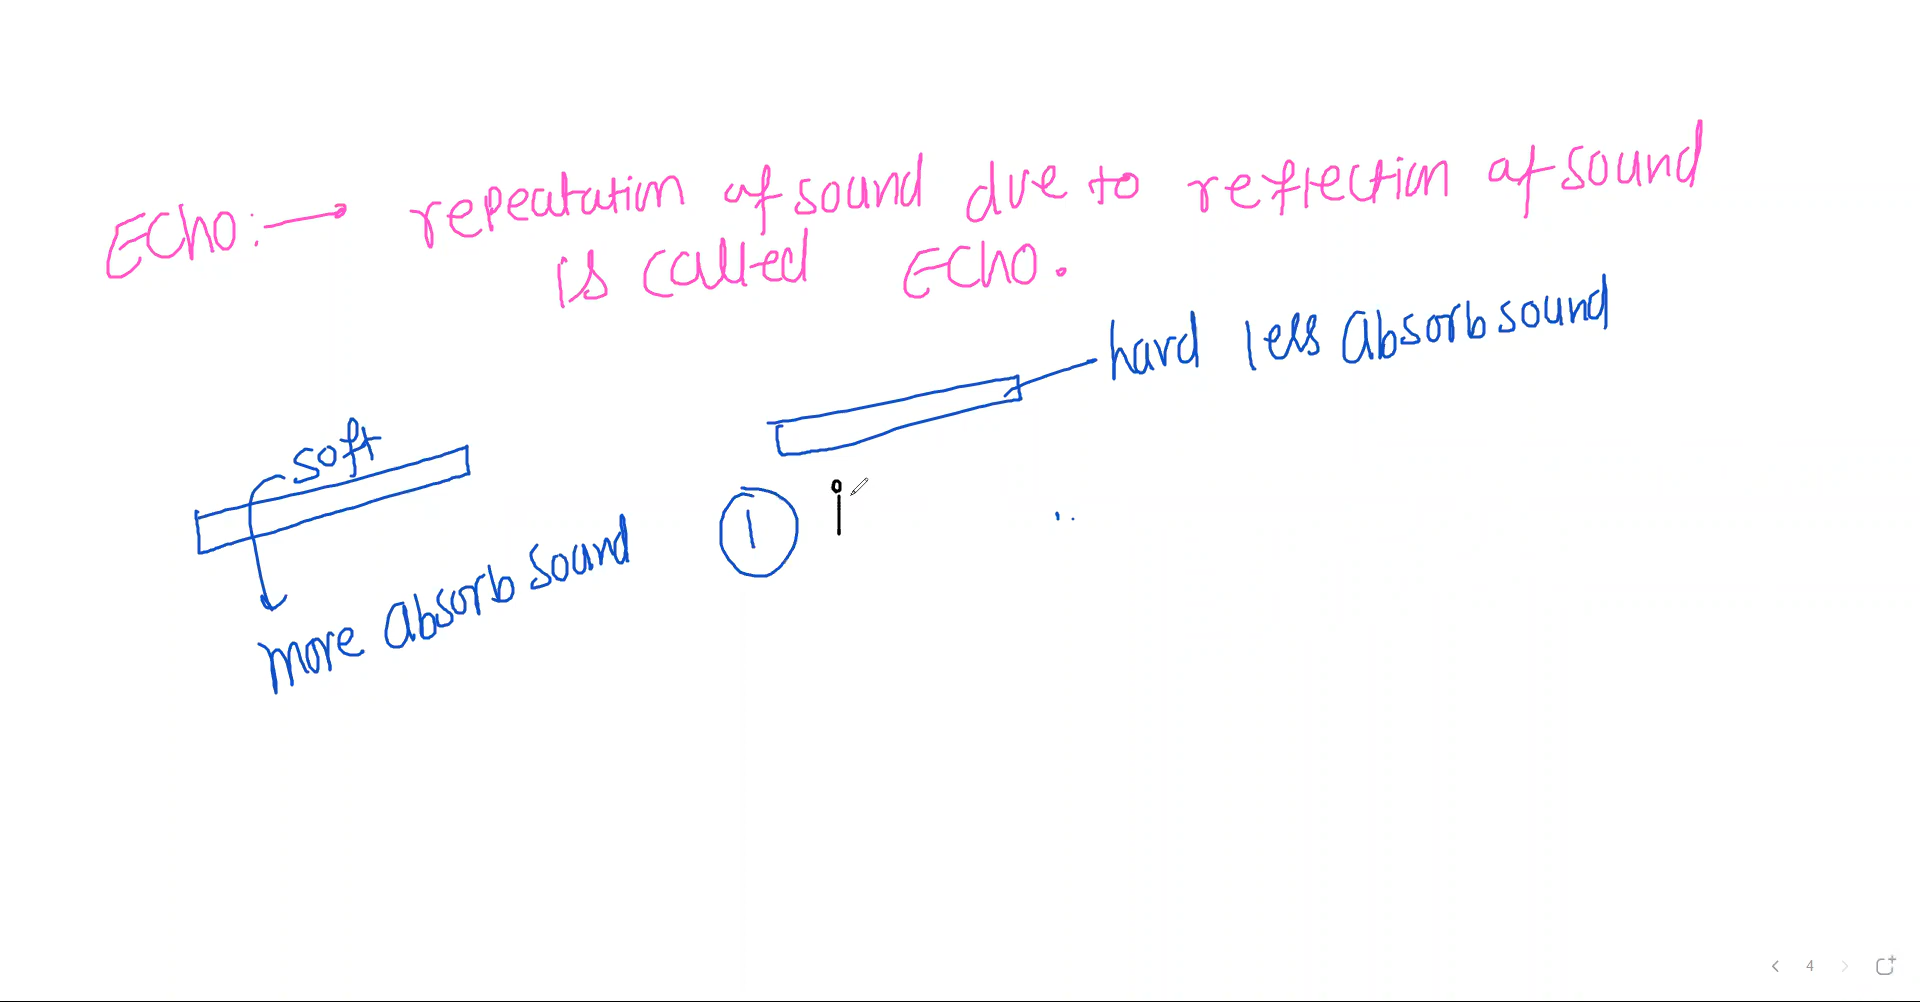 Echo:→ repeatation of sound due to reflection of sound
is called Echo.
hard less Absorb sound
soft
more absorb sound
1
4